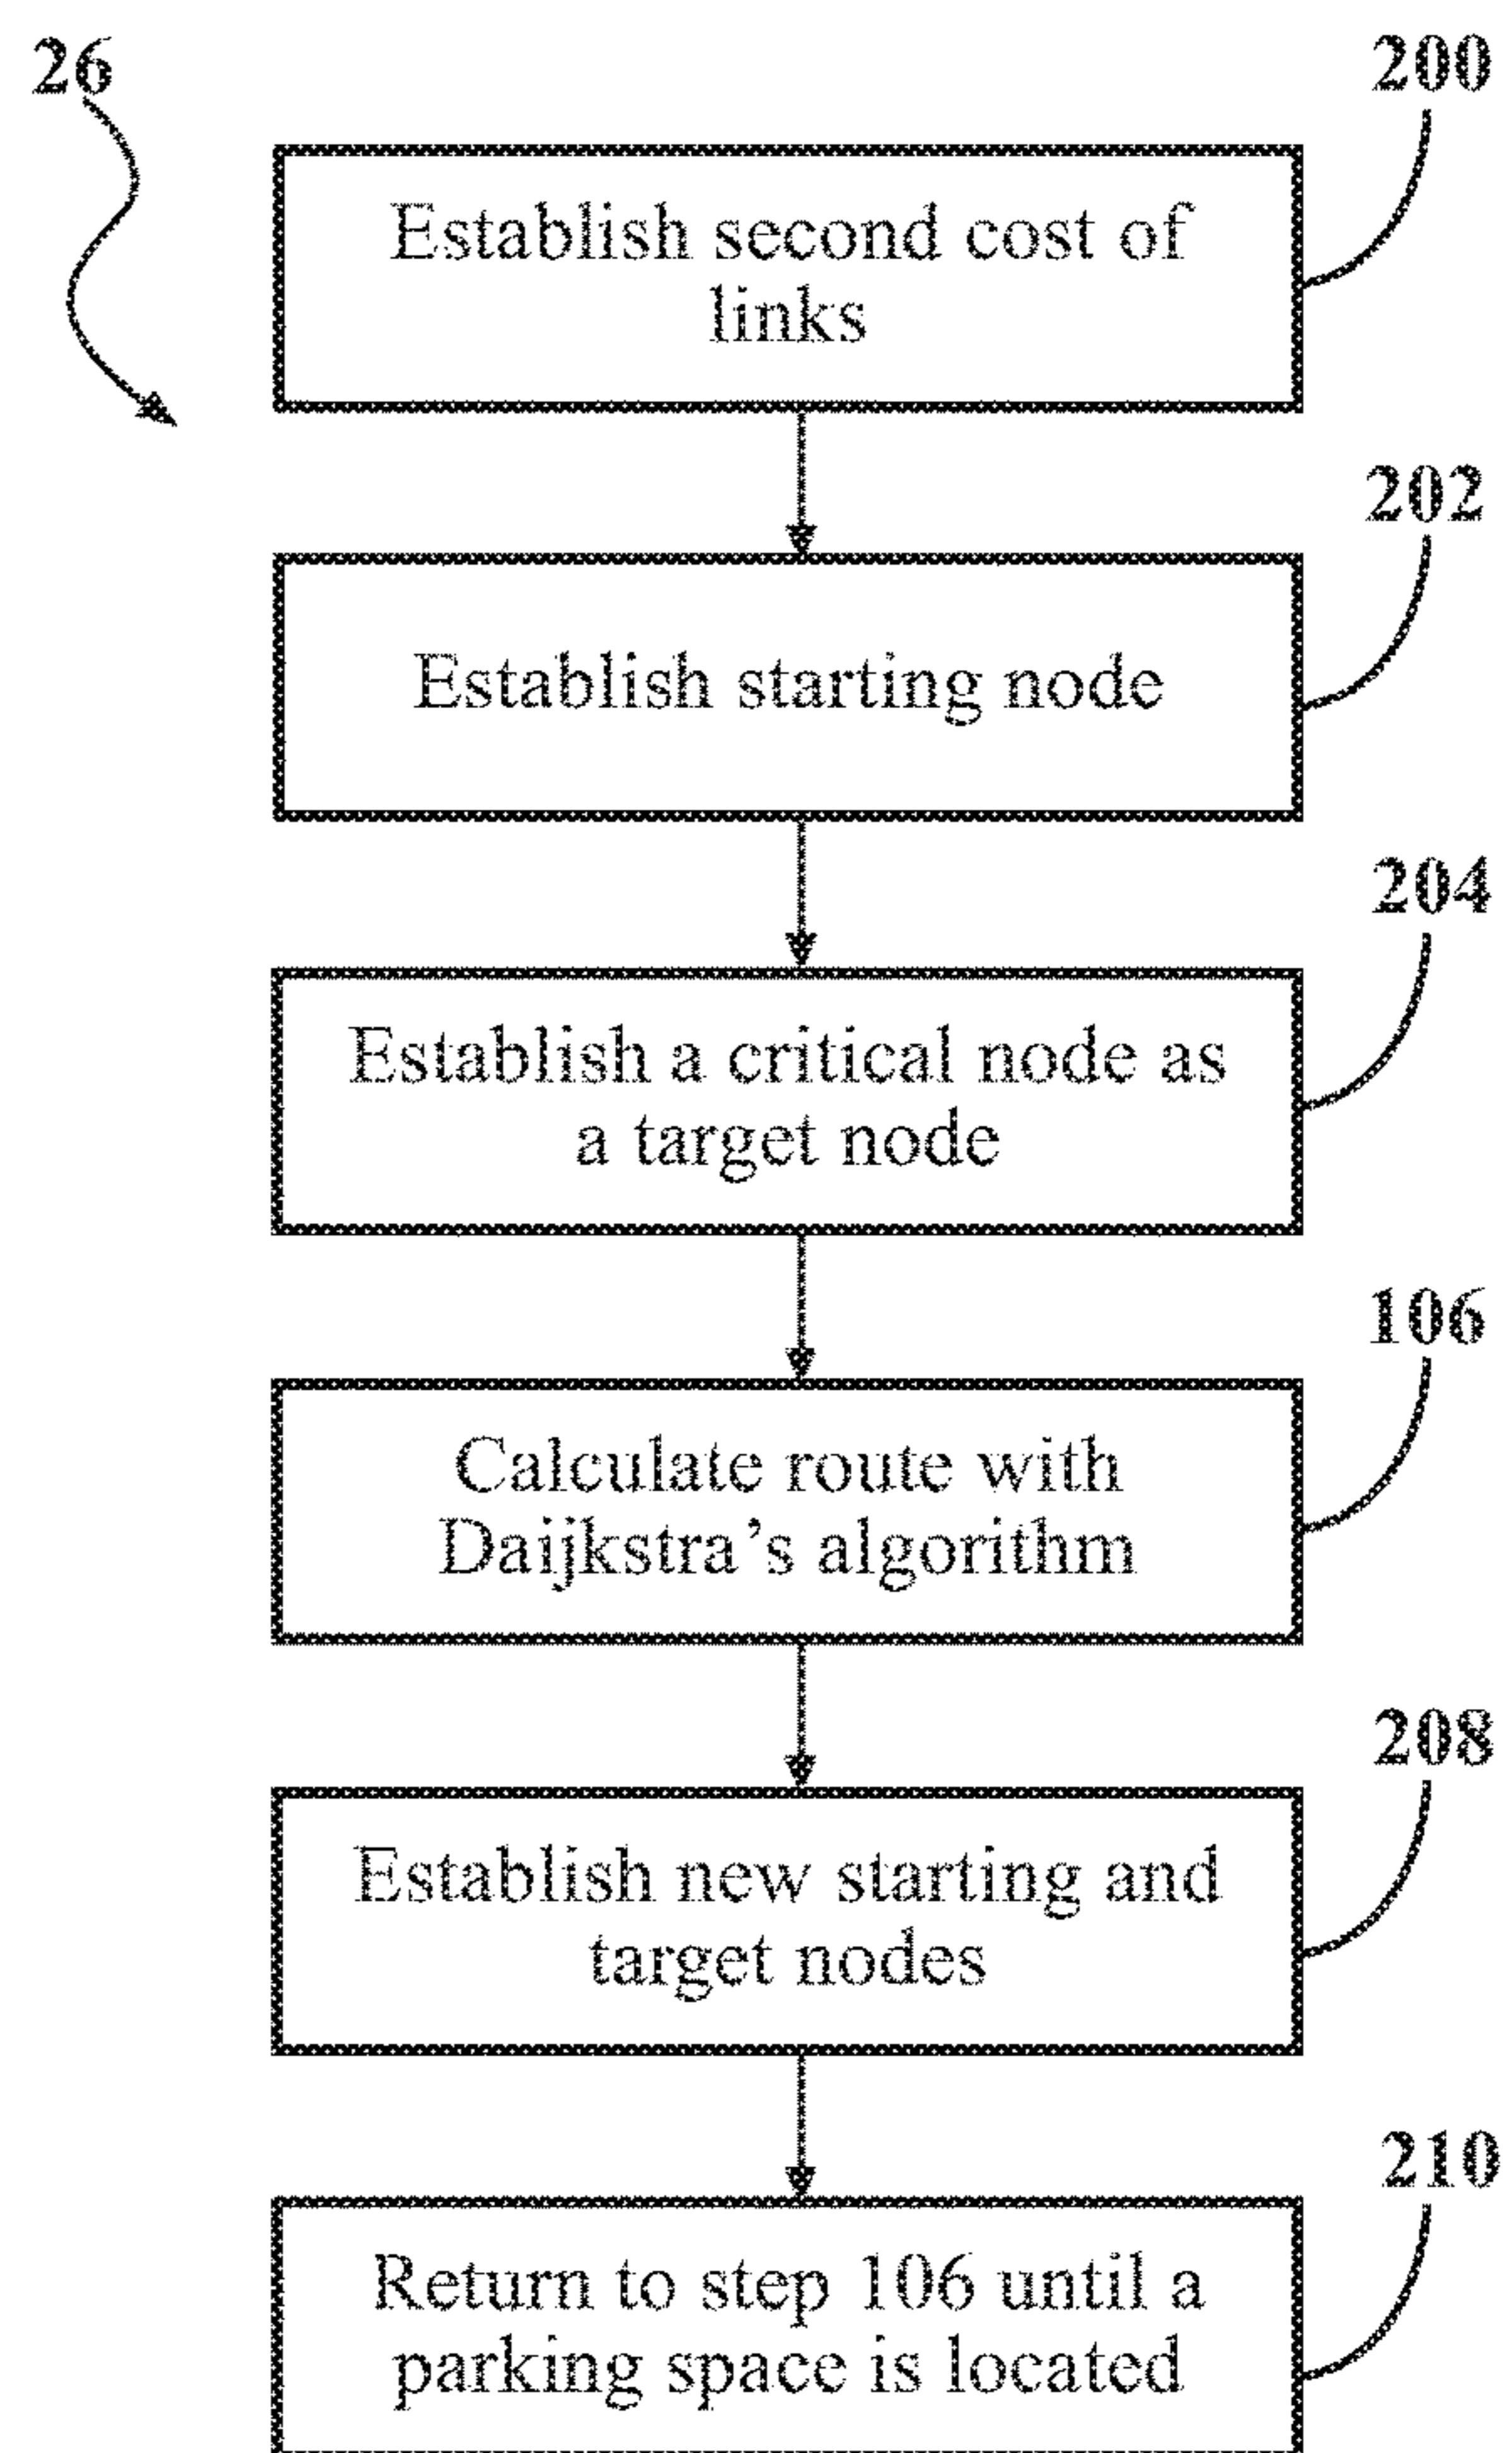 26
200
Establish second cost of
links
202
Establish starting node
204
Establish a critical node as
a target node
106
Calculate route with
Daijkstra's algorithm
208
Establish new starting and
target nodes
210
Return to step 106 until a
parking space is located